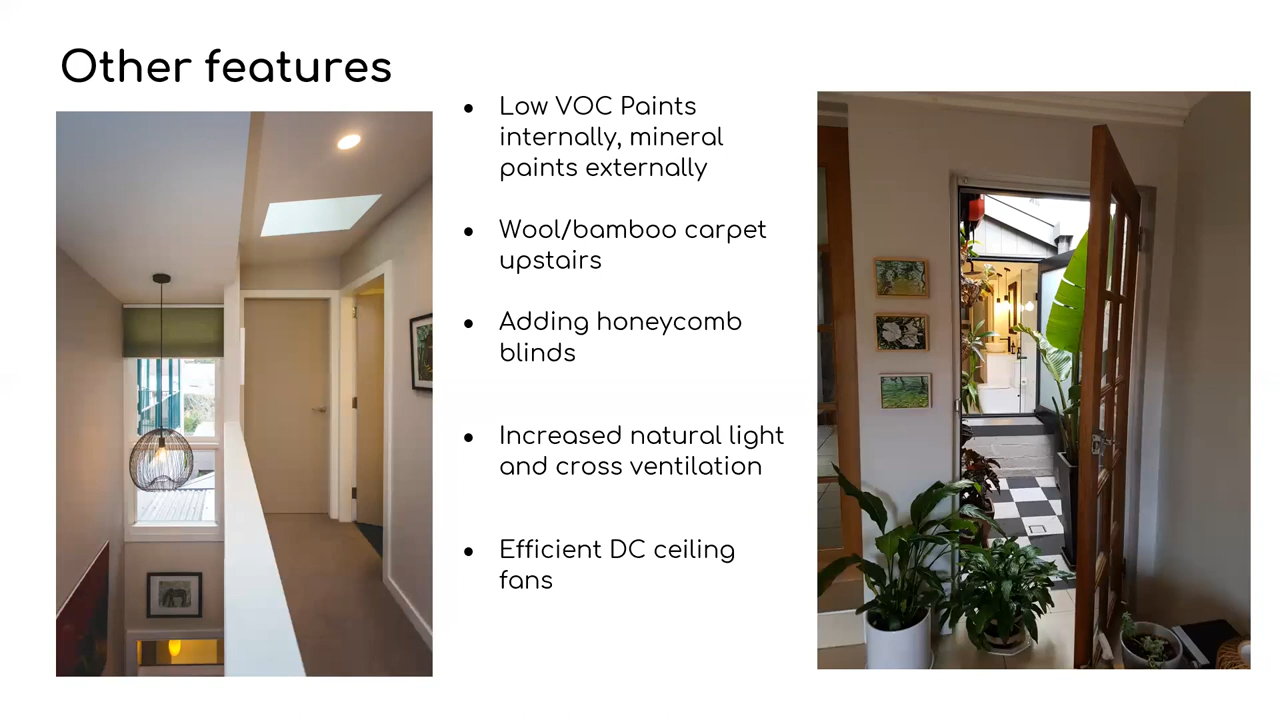 Other features
• Low VOC Paints
internally, mineral
paints externally
• Wool/bamboo carpet
upstairs
• Adding honeycomb
blinds
• Increased natural light
and cross ventilation
• Efficient DC ceiling
fans